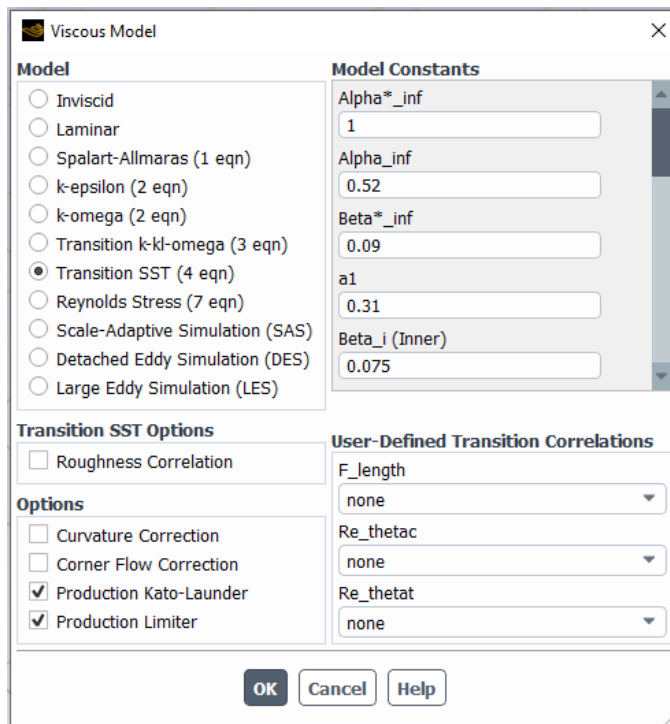 Viscous Model
Model
Inviscid
Laminar
Spalart-Allmaras (1 eqn)
k-epsilon (2 eqn)
k-omega (2 eqn)
Transition k-kl-omega (3 eqn)
Transition SST (4 eqn)
Reynolds Stress (7 eqn)
Scale-Adaptive Simulation (SAS)
Detached Eddy Simulation (DES)
Large Eddy Simulation (LES)
Transition SST Options
Roughness Correlation
Options
Curvature Correction
Corner Flow Correction
Production Kato-Launder
Production Limiter
Model Constants
Alpha*_inf
1
Alpha_inf
0.52
Beta*_inf
0.09
a1
0.31
Beta_i (Inner)
0.075
User-Defined Transition Correlations
F_length
none
Re_thetac
none
Re_thetat
none
OK
Cancel
Help